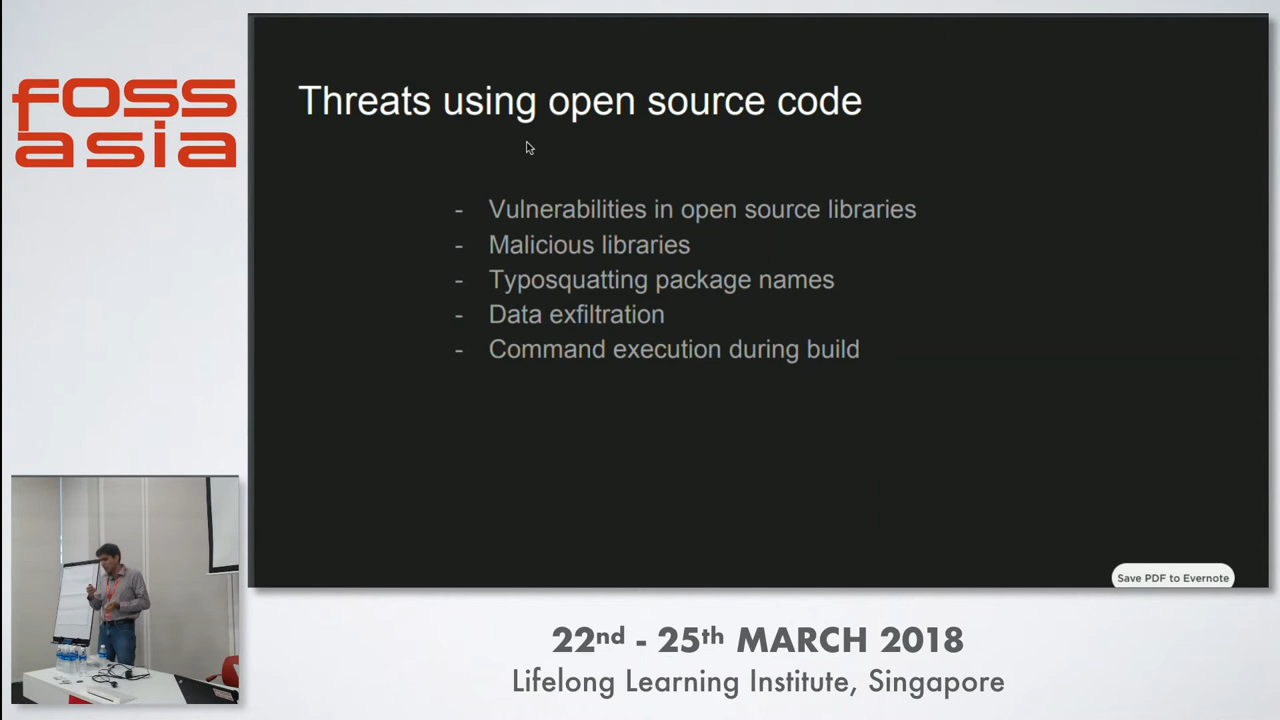 foss
asia
Threats using open source code
- Vulnerabilities in open source libraries
- Malicious libraries
- Typosquatting package names
- Data exfiltration
- Command execution during build
Save PDF to Evernote
22nd - 25th MARCH 2018
Lifelong Learning Institute, Singapore